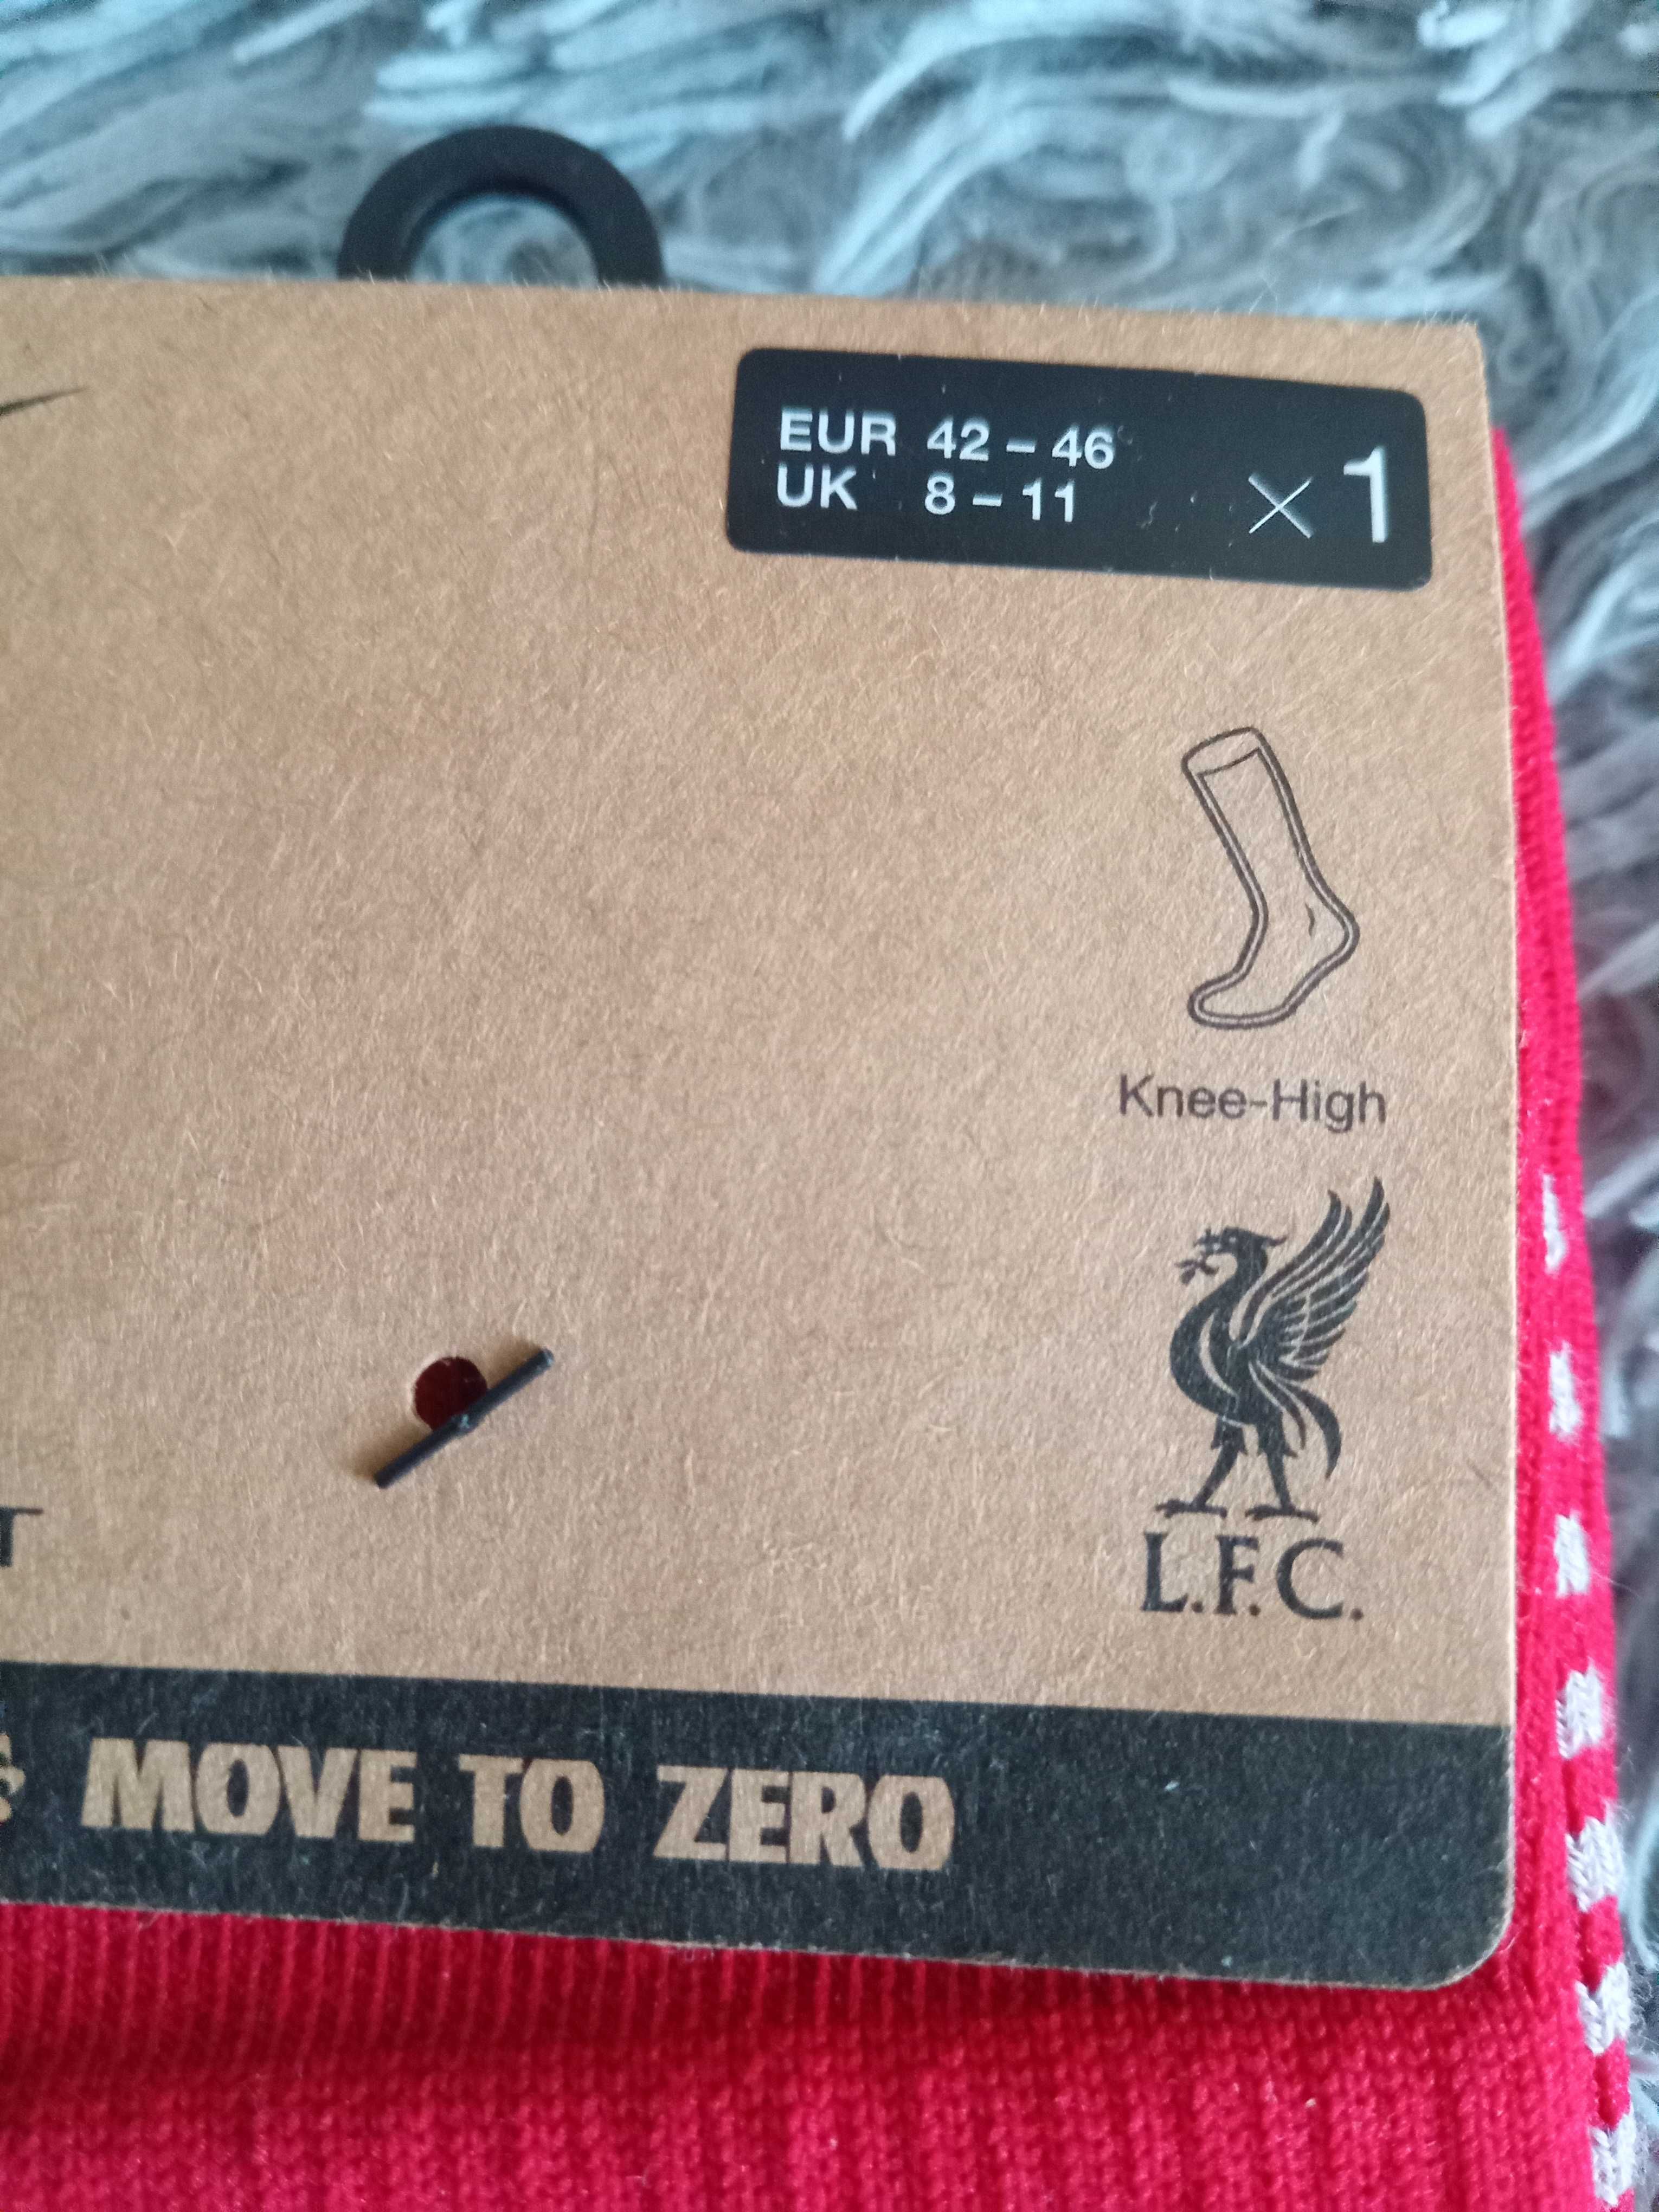 EUR 42 – 46
UK 8 – 11
× 1
Knee-High
L.F.C.
T
MOVE TO ZERO